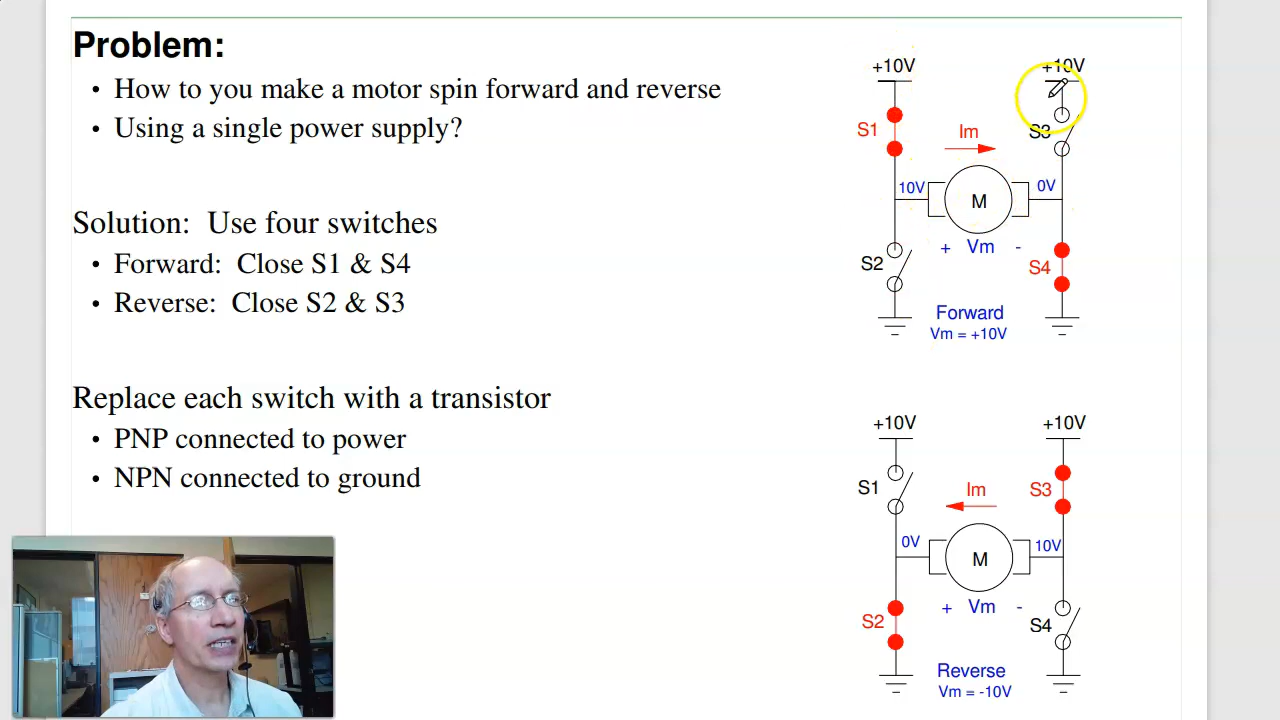 Problem:
• How to you make a motor spin forward and reverse
• Using a single power supply?
Solution: Use four switches
• Forward: Close S1 & S4
• Reverse: Close S2 & S3
Replace each switch with a transistor
• PNP connected to power
• NPN connected to ground
+10V +10V
S1 Im S3
10V M 0V
+ Vm -
S2 S4
Forward
Vm = +10V
+10V +10V
S1 Im S3
0V M 10V
+ Vm -
S2 S4
Reverse
Vm = -10V